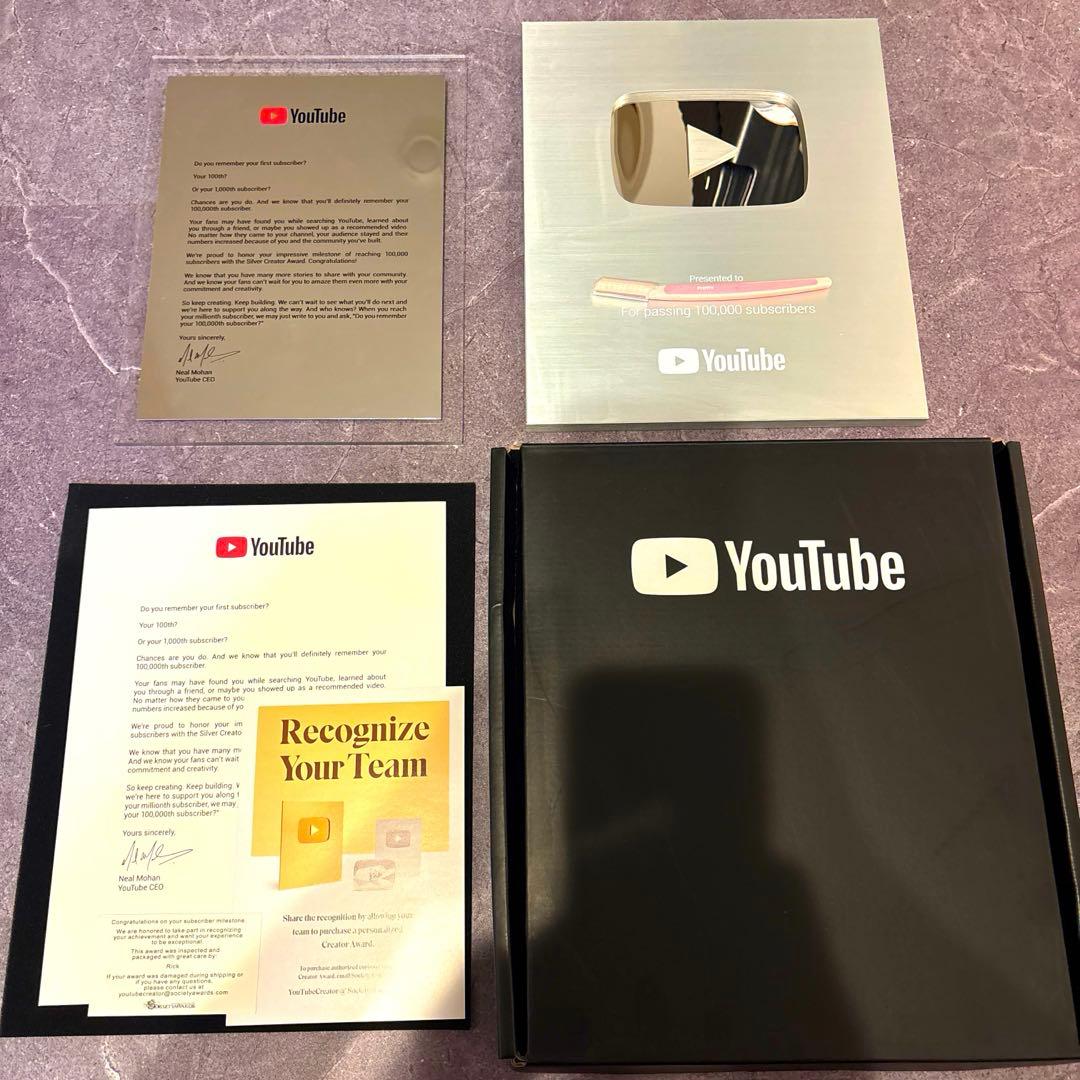 YouTube
Do you remember your first subscriber?
Your 100th?
Or your 1,000th subscriber?
Chances are you do. And we know that you'll definitely remember your
100,000th subscriber.
Your fans may have found you while searching YouTube, learned about
you through a friend, or maybe you showed up as a recommended video.
No matter how they came to your channel, your audience stayed and their
numbers increased because of you and the community you've built.
We're proud to honor your impressive milestone of reaching 100,000
subscribers with the Silver Creator Award. Congratulations!
We know that you have many more stories to share with your community.
And we know your fans can't wait for you to amaze them even more with your
commitment and creativity.
So keep creating. Keep building. We can't wait to see what you'll do next and
we're here to support you along the way. And who knows? When you reach
your millionth subscriber, we may just write to you and ask, "Do you remember
your 100,000th subscriber?"
Yours sincerely,
Neal Mohan
YouTube CEO
Presented to
For passing 100,000 subscribers
YouTube
YouTube
Do you remember your first subscriber?
Your 100th?
Or your 1,000th subscriber?
Chances are you do. And we know that you'll definitely remember your
100,000th subscriber.
Your fans may have found you while searching YouTube, learned about
you through a friend, or maybe you showed up as a recommended video.
No matter how they came to you
numbers increased because of yo
We're proud to honor your im
subscribers with the Silver Creato
We know that you have many m
And we know your fans can't wait
commitment and creativity.
So keep creating. Keep building.
we're here to support you along t
your millionth subscriber, we may
your 100,000th subscriber?"
Yours sincerely,
Neal Mohan
YouTube CEO
Congratulations on your subscriber milestone.
We are honored to take part in recognizing
your achievement and want your experience
to be exceptional.
This award was inspected and
packaged with great care by:
Rick
If your award was damaged during shipping or
if you have any questions,
please contact us at
youtubecreator@societyawards.com
Recognize
Your Team
Share the recognition by allowing your
team to purchase a personalized
Creator Award.
To purchase authorized
Creator Award, email
YouTubeCreator@
YouTube